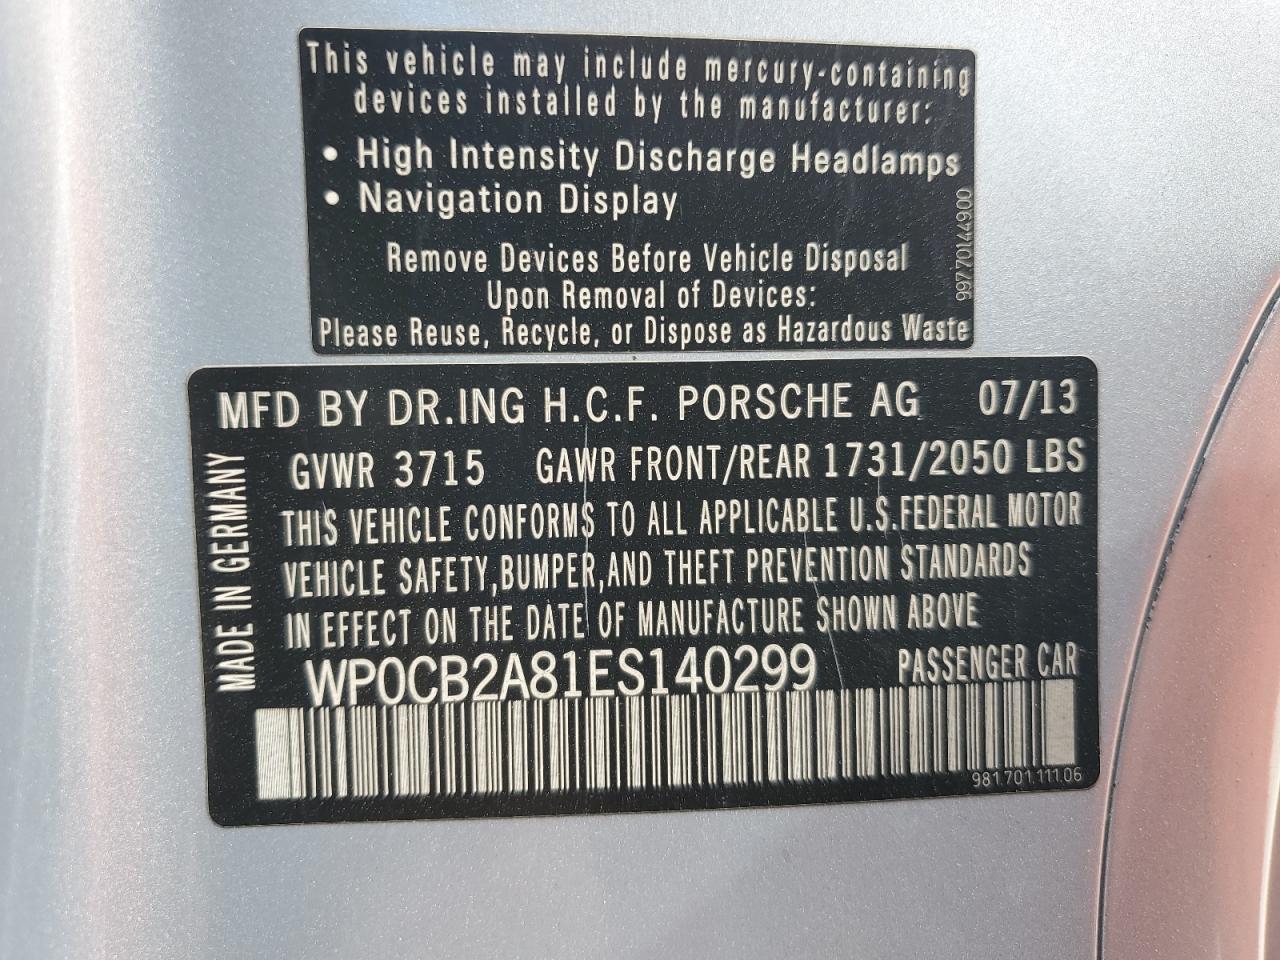 This vehicle may include mercury-containing
devices installed by the manufacturer:
• High Intensity Discharge Headlamps
• Navigation Display
Remove Devices Before Vehicle Disposal
Upon Removal of Devices:
Please Reuse, Recycle, or Dispose as Hazardous Waste
99770144900
MFD BY DR.ING H.C.F. PORSCHE AG 07/13
GVWR 3715 GAWR FRONT/REAR 1731/2050 LBS
THIS VEHICLE CONFORMS TO ALL APPLICABLE U.S.FEDERAL MOTOR
VEHICLE SAFETY,BUMPER,AND THEFT PREVENTION STANDARDS
IN EFFECT ON THE DATE OF MANUFACTURE SHOWN ABOVE
WP0CB2A81ES140299 PASSENGER CAR
MADE IN GERMANY
981 701 111.06